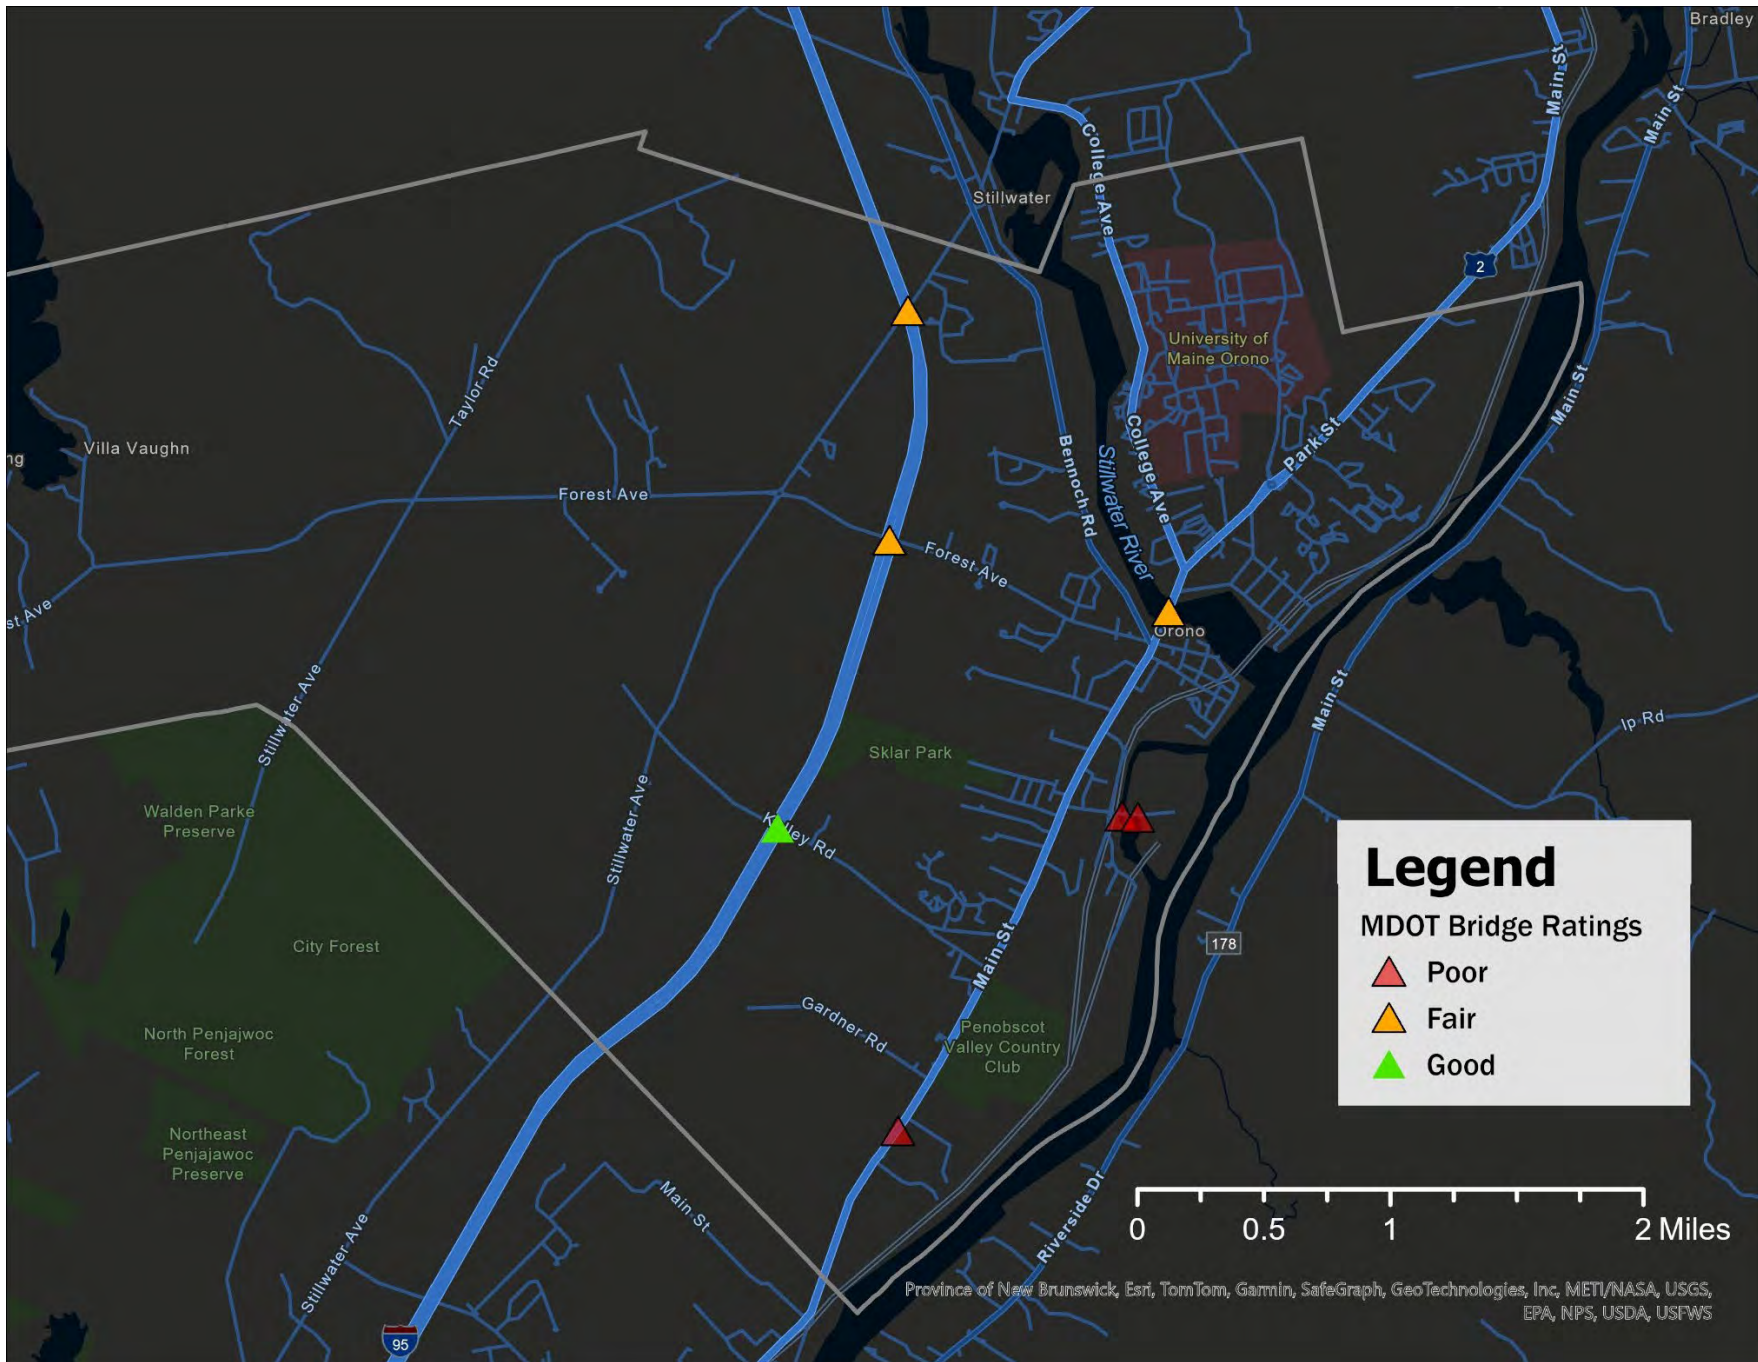 Bradley
Main St
Main St
College Ave
Stillwater
2
University of
Maine Orono
Taylor Rd
Main St
Villa Vaughn
ng
Park St
College Ave
Bennoch Rd
Stillwater River
Forest Ave
Forest Ave
st Ave
Orono
Stillwater Ave
Main St
Ip Rd
Sklar Park
Walden Parke
Preserve
Stillwater Ave
Kelley Rd
Legend
MDOT Bridge Ratings
Poor
Fair
Good
City Forest
Main St
178
Gardner Rd
North Penjajwoc
Forest
Penobscot
Valley Country
Club
Northeast
Penjajawoc
Preserve
Main St
Riverside Dr
Stillwater Ave
0 0.5 1 2 Miles
Province of New Brunswick, Esri, TomTom, Garmin, SafeGraph, GeoTechnologies, Inc, METI/NASA, USGS,
EPA, NPS, USDA, USFWS
95